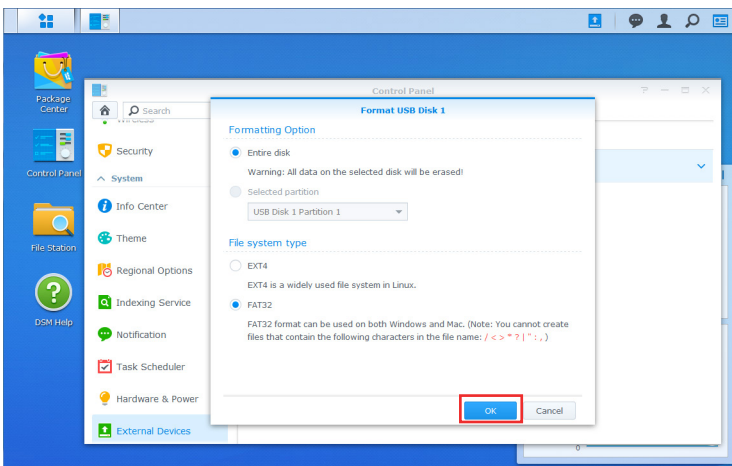 Package
Center
Control Panel
File Station
DSM Help
Control Panel
Search
Security
System
Info Center
Theme
Regional Options
Indexing Service
Notification
Task Scheduler
Hardware & Power
External Devices
Format USB Disk 1
Formatting Option
Entire disk
Warning: All data on the selected disk will be erased!
Selected partition
USB Disk 1 Partition 1
File system type
EXT4
EXT4 is a widely used file system in Linux.
FAT32
FAT32 format can be used on both Windows and Mac. (Note: You cannot create
files that contain the following characters in the file name: / < > * ? | " : , )
OK
Cancel
0